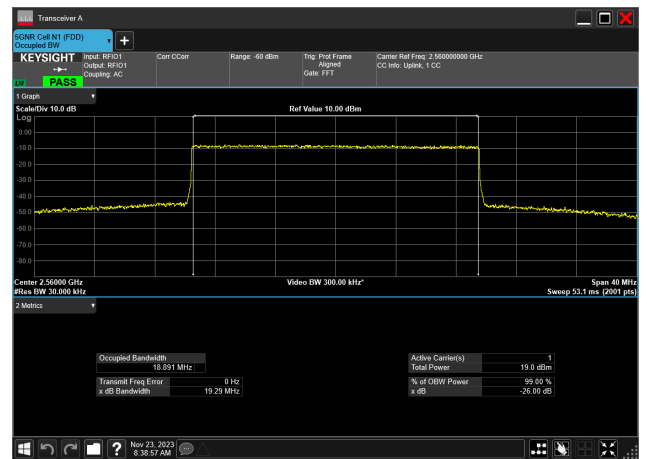 Transceiver A
5GNR Cell N1 (FDD)
Occupied BW
KEYSIGHT
Input: RFIO1
Output: RFIO1
Coupling: AC
PASS
Corr CCorr
Range: -60 dBm
Trig: Prot Frame
Aligned
Gate: FFT
Carrier Ref Freq: 2.560000000 GHz
CC Info: Uplink, 1 CC
1 Graph
Scale/Div 10.0 dB
Ref Value 10.00 dBm
Log
0.00
-10.0
-20.0
-30.0
-40.0
-50.0
-60.0
-70.0
-80.0
Center 2.56000 GHz
Video BW 300.00 kHz*
Span 40 MHz
#Res BW 30.000 kHz
Sweep 53.1 ms (2001 pts)
2 Metrics
Occupied Bandwidth
18.891 MHz
Active Carrier(s) 1
Total Power 19.0 dBm
Transmit Freq Error 0 Hz
x dB Bandwidth 19.29 MHz
% of OBW Power 99.00 %
x dB -26.00 dB
Nov 23, 2023
8:38:57 AM